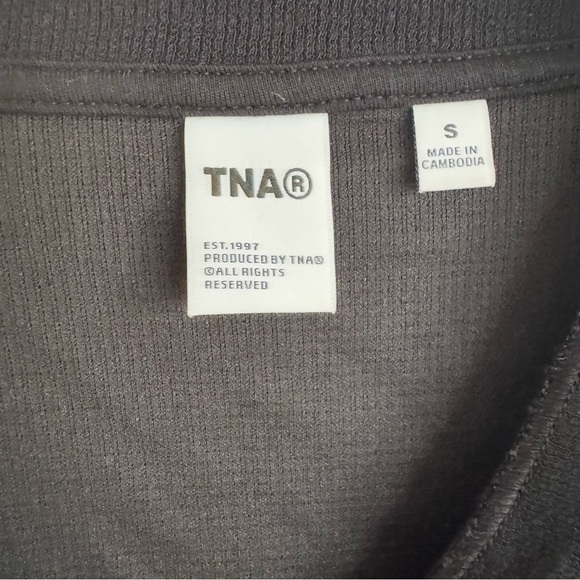 TNA®
EST.1997
PRODUCED BY TNA®
©ALL RIGHTS
RESERVED
S
MADE IN
CAMBODIA